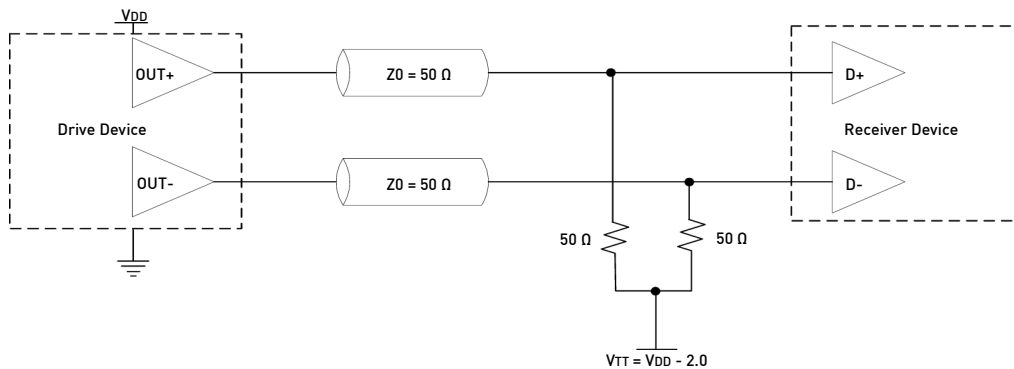 VDD
OUT+
Z0 = 50 Ω
D+
Drive Device
Receiver Device
OUT-
Z0 = 50 Ω
D-
50 Ω
50 Ω
VTT = VDD - 2.0